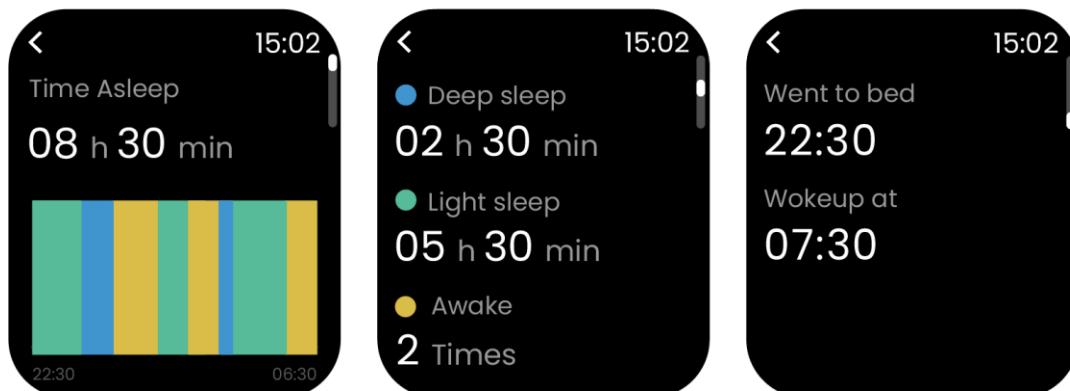 15:02
Time Asleep
08 h 30 min
22:30 06:30
15:02
Deep sleep
02 h 30 min
Light sleep
05 h 30 min
Awake
2 Times
15:02
Went to bed
22:30
Wokeup at
07:30